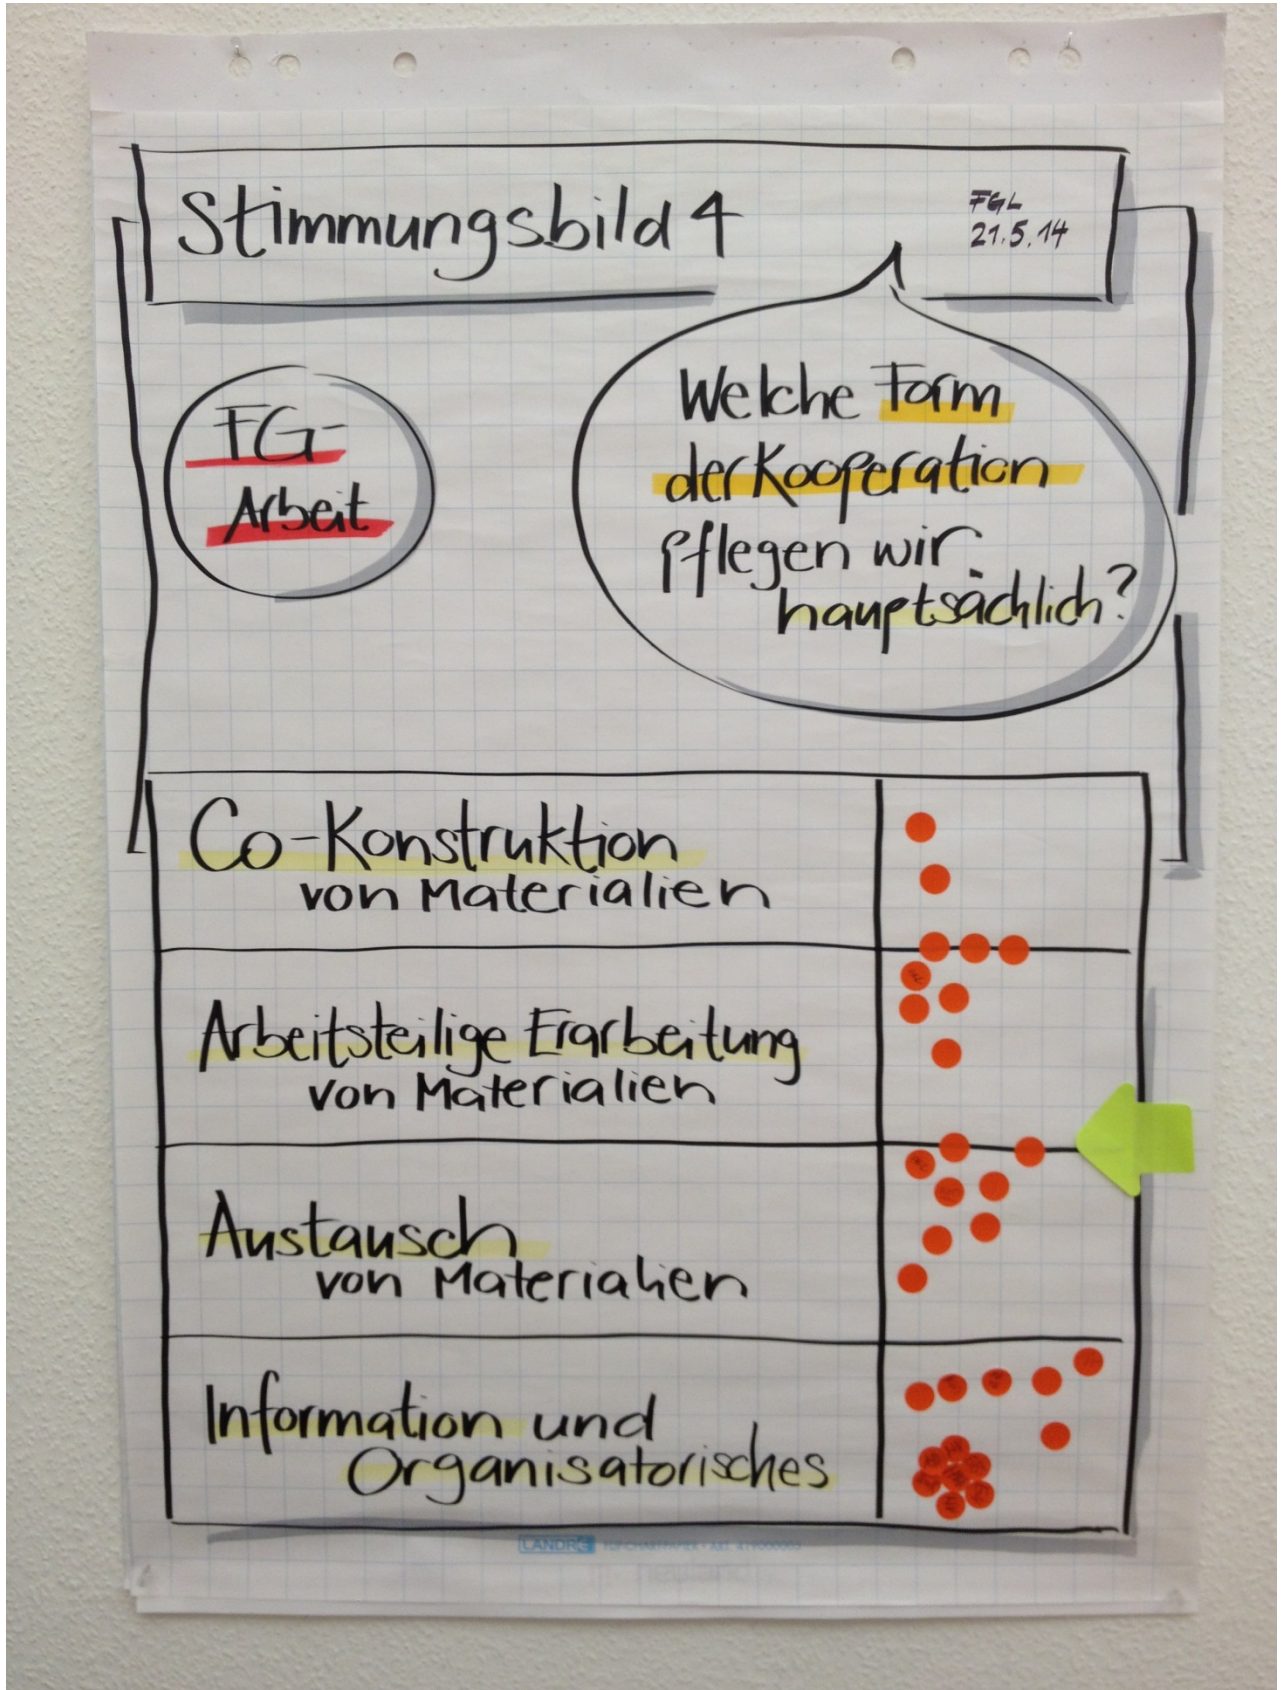 Stimmungsbild 4
FGL
21.5.14
FG-
Arbeit
Welche Form
der Kooperation
pflegen wir
hauptsächlich?
Co-Konstruktion
von Materialien
Arbeitsteilige Erarbeitung
von Materialien
Austausch
von Materialien
Information und
Organisatorisches
LANDRÉ